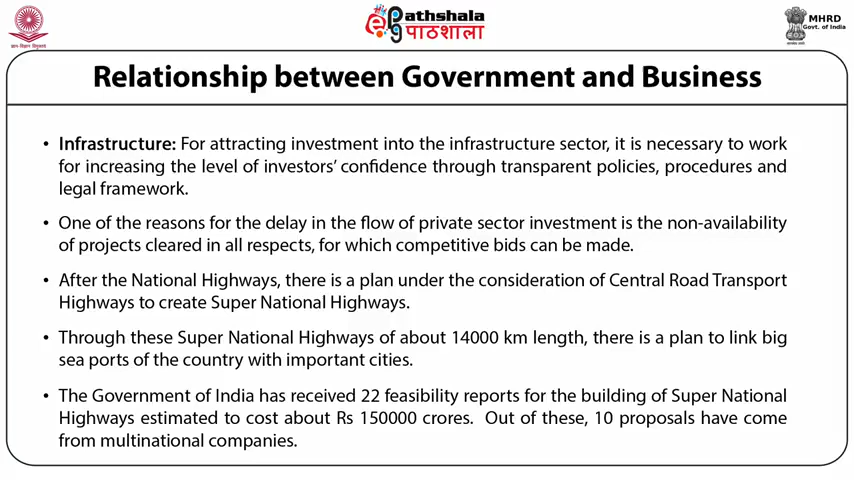 ePathshala
पाठशाला
MHRD
Govt. of India
Relationship between Government and Business
• Infrastructure: For attracting investment into the infrastructure sector, it is necessary to work
for increasing the level of investors’ confidence through transparent policies, procedures and
legal framework.
• One of the reasons for the delay in the flow of private sector investment is the non-availability
of projects cleared in all respects, for which competitive bids can be made.
• After the National Highways, there is a plan under the consideration of Central Road Transport
Highways to create Super National Highways.
• Through these Super National Highways of about 14000 km length, there is a plan to link big
sea ports of the country with important cities.
• The Government of India has received 22 feasibility reports for the building of Super National
Highways estimated to cost about Rs 150000 crores. Out of these, 10 proposals have come
from multinational companies.